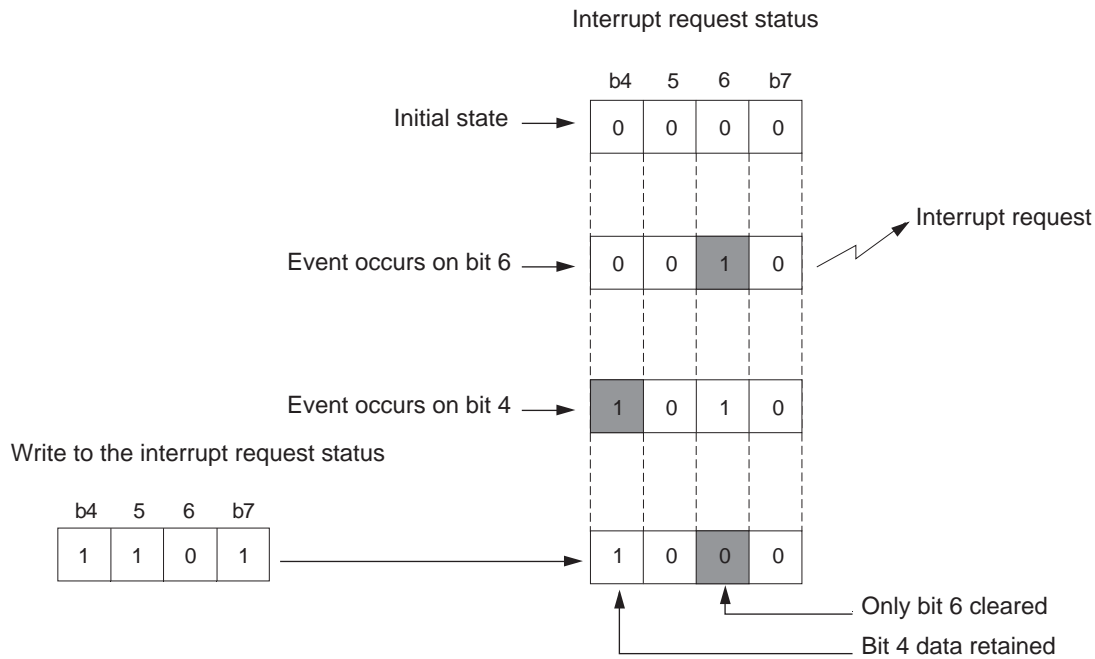 Interrupt request status
b4 5 6 b7
Initial state 0 0 0 0
Interrupt request
Event occurs on bit 6 0 0 1 0
Event occurs on bit 4 1 0 1 0
Write to the interrupt request status
b4 5 6 b7
1 1 0 1 1 0 0 0
Only bit 6 cleared
Bit 4 data retained